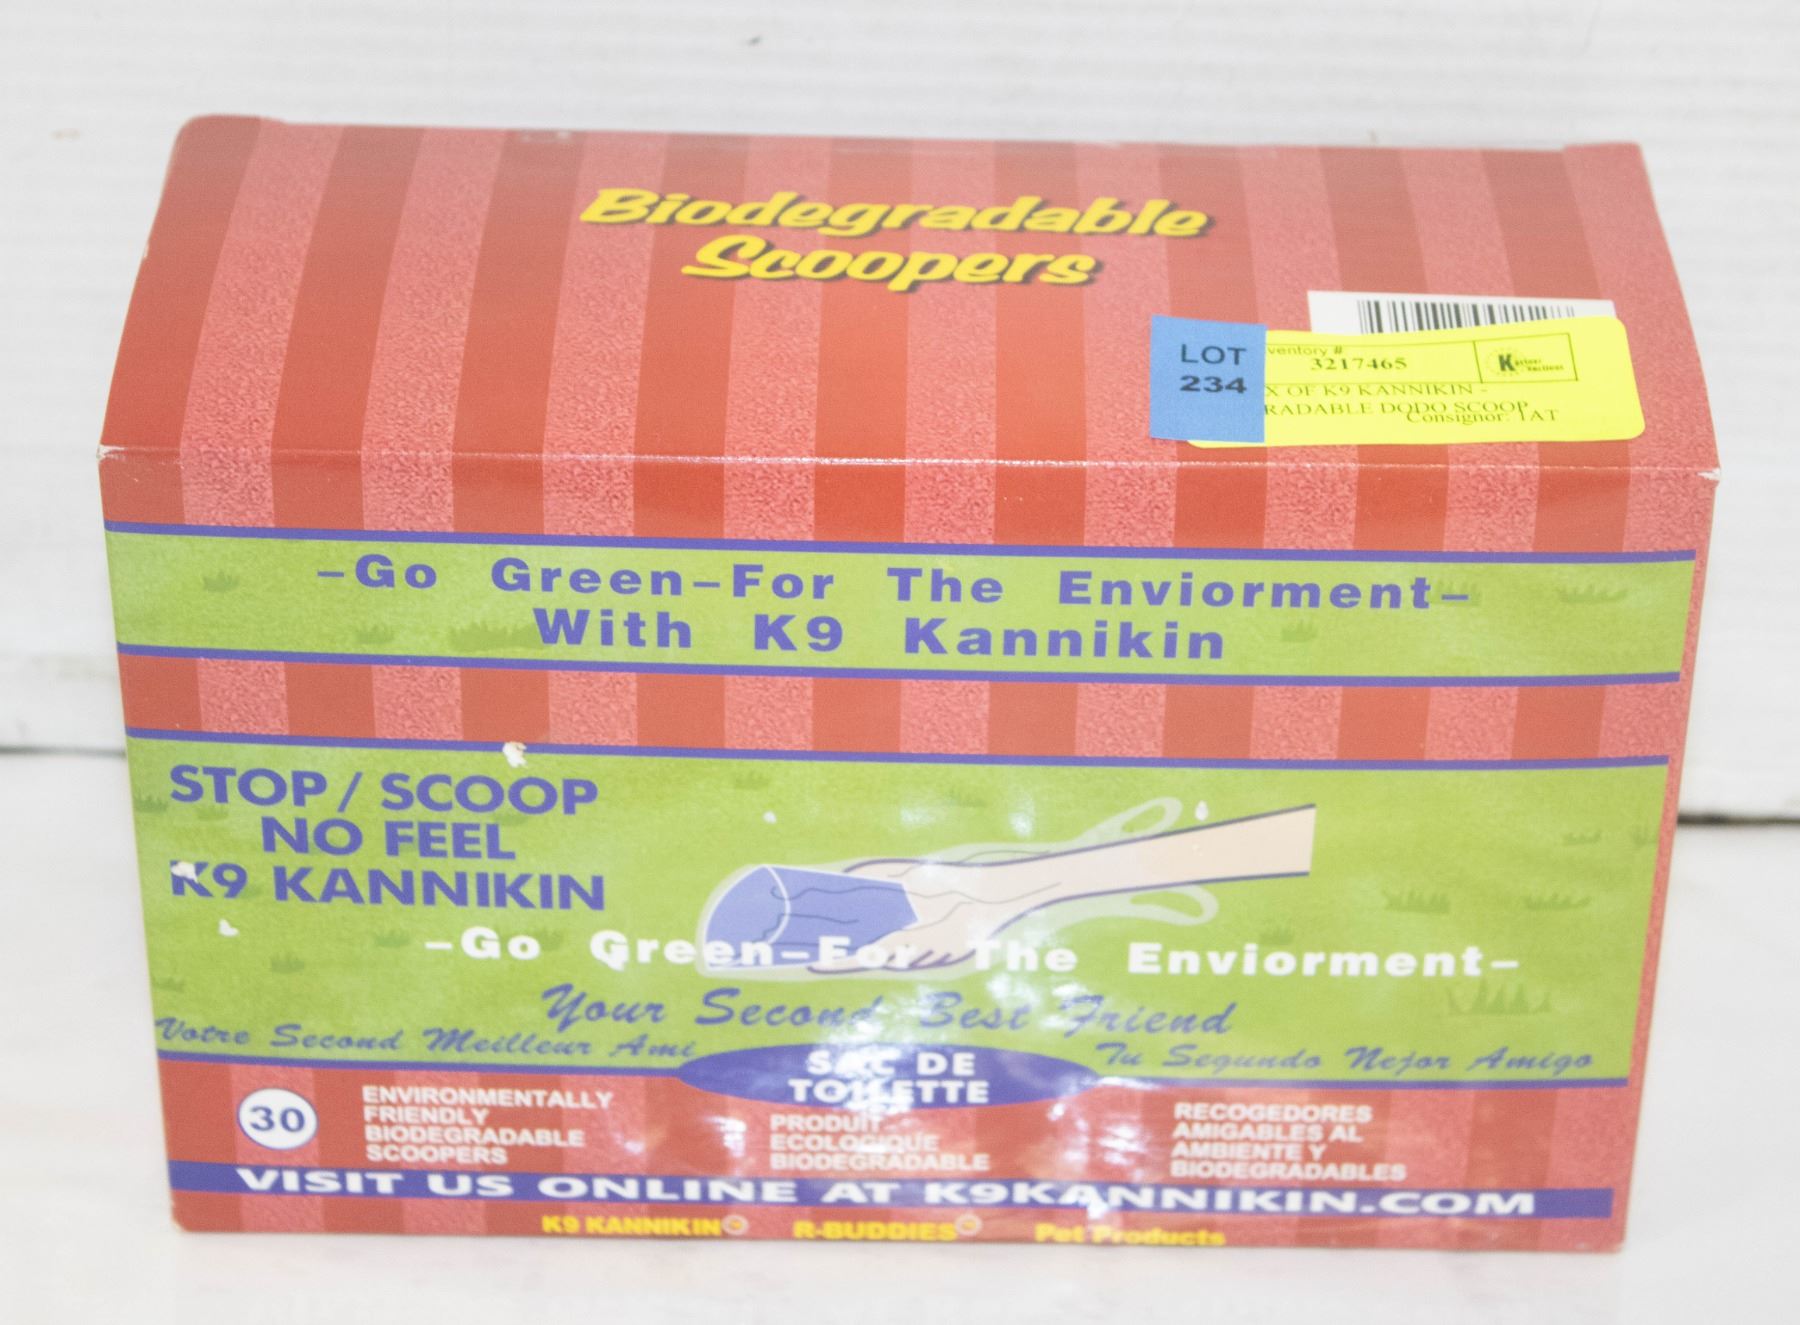 Biodegradable
Scoopers
LOT
234
ventory #
3217465
X OF K9 KANNIKIN -
RADABLE DODO SCOOP
Consignor: TAT
-Go Green-For The Enviorment-
With K9 Kannikin
STOP / SCOOP
NO FEEL
K9 KANNIKIN
-Go Green-For The Enviorment-
Your Second Best Friend
Votre Second Meilleur Ami
Tu Segundo Nejor Amigo
SAC DE
TOILETTE
30
ENVIRONMENTALLY
FRIENDLY
BIODEGRADABLE
SCOOPERS
PRODUIT
ECOLOGIQUE
BIODEGRADABLE
RECOGEDORES
AMIGABLES AL
AMBIENTE Y
BIODEGRADABLES
VISIT US ONLINE AT K9KANNIKIN.COM
K9 KANNIKIN R-BUDDIES Pet Products